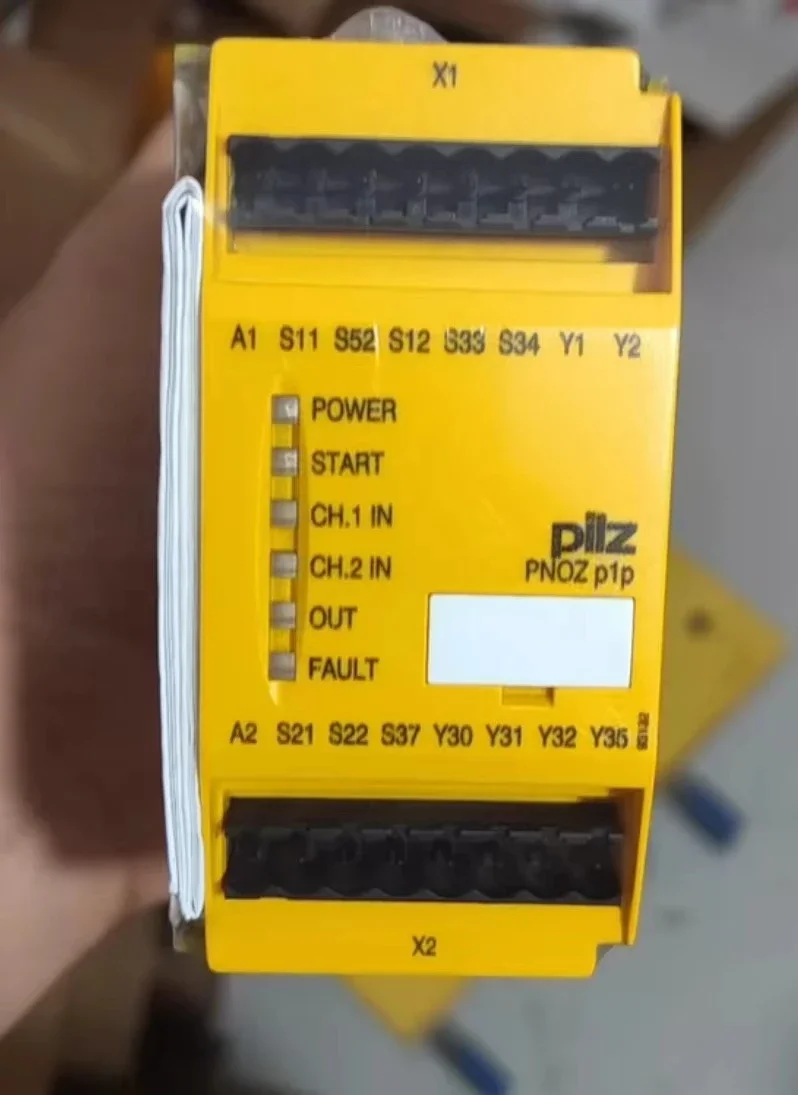 X1
A1 S11 S52 S12 S33 S34 Y1 Y2
POWER
START
CH.1 IN
CH.2 IN
OUT
FAULT
pilz
PNOZ p1p
A2 S21 S22 S37 Y30 Y31 Y32 Y35
X2